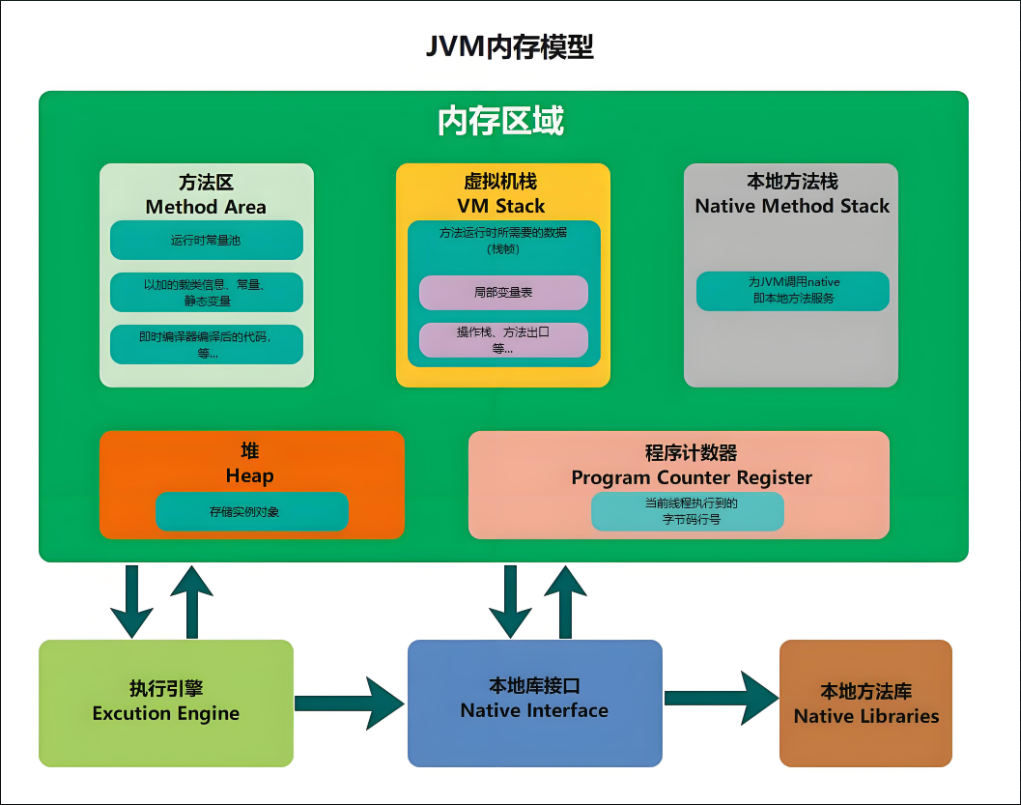 JVM内存模型
内存区域
方法区
Method Area
运行时常量池
以加的载类信息、常量、
静态变量
即时编译器编译后的代码，
等...
虚拟机栈
VM Stack
方法运行时所需要的数据
(栈帧)
局部变量表
操作栈、方法出口
等...
本地方法栈
Native Method Stack
为JVM调用native
即本地方法服务
堆
Heap
存储实例对象
程序计数器
Program Counter Register
当前线程执行到的
字节码行号
执行引擎
Excution Engine
本地库接口
Native Interface
本地方法库
Native Libraries